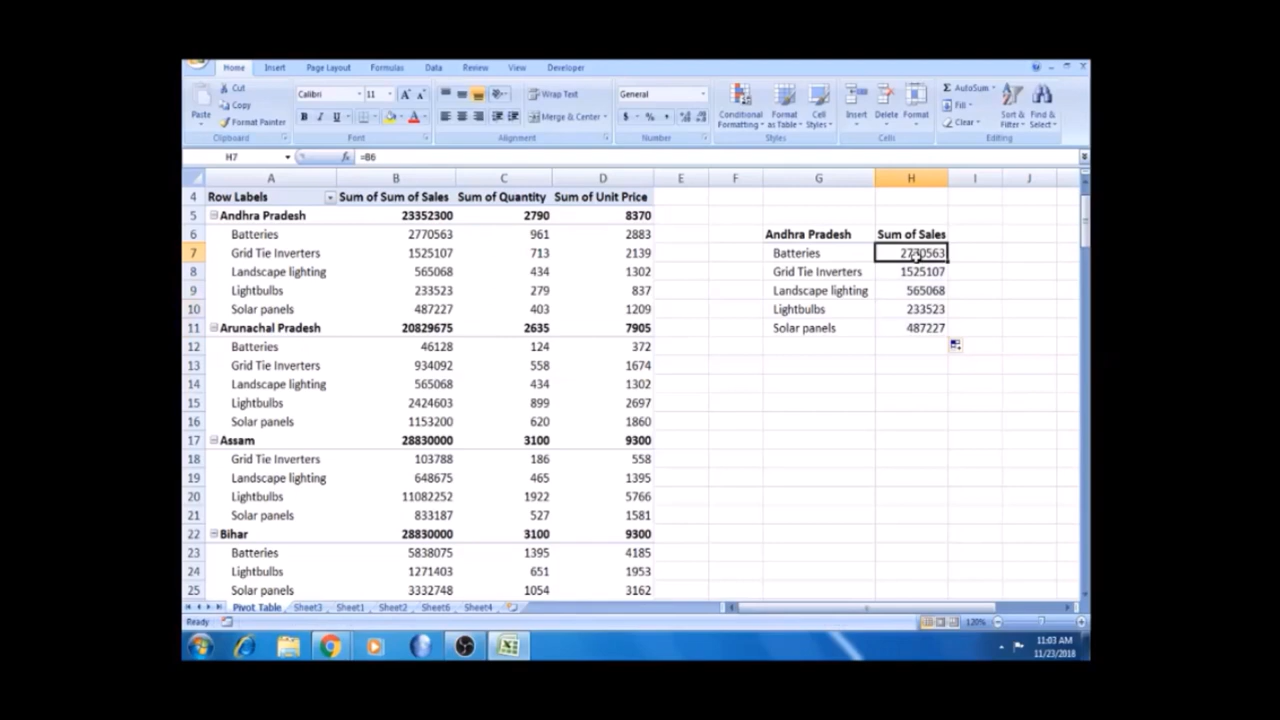 Home Insert Page Layout Formulas Data Review View Developer
Cut Calibri 11 Wrap Text General AutoSum
Copy Fill
Paste Format Painter B I U Merge & Center $ % , Conditional Formatting Format as Table Cell Styles Insert Delete Format Clear Sort & Filter Find & Select
Clipboard Font Alignment Number Styles Cells Editing
H7 fx =B6
A B C D E F G H I J
4 Row Labels Sum of Sum of Sales Sum of Quantity Sum of Unit Price
5 Andhra Pradesh 23352300 2790 8370
6 Batteries 2770563 961 2883 Andhra Pradesh Sum of Sales
7 Grid Tie Inverters 1525107 713 2139 Batteries 2770563
8 Landscape lighting 565068 434 1302 Grid Tie Inverters 1525107
9 Lightbulbs 233523 279 837 Landscape lighting 565068
10 Solar panels 487227 403 1209 Lightbulbs 233523
11 Arunachal Pradesh 20829675 2635 7905 Solar panels 487227
12 Batteries 46128 124 372
13 Grid Tie Inverters 934092 558 1674
14 Landscape lighting 565068 434 1302
15 Lightbulbs 2424603 899 2697
16 Solar panels 1153200 620 1860
17 Assam 28830000 3100 9300
18 Grid Tie Inverters 103788 186 558
19 Landscape lighting 648675 465 1395
20 Lightbulbs 11082252 1922 5766
21 Solar panels 833187 527 1581
22 Bihar 28830000 3100 9300
23 Batteries 5838075 1395 4185
24 Lightbulbs 1271403 651 1953
25 Solar panels 3332748 1054 3162
Pivot Table Sheet3 Sheet1 Sheet2 Sheet6 Sheet4
Ready 120%
11:03 AM
11/23/2018